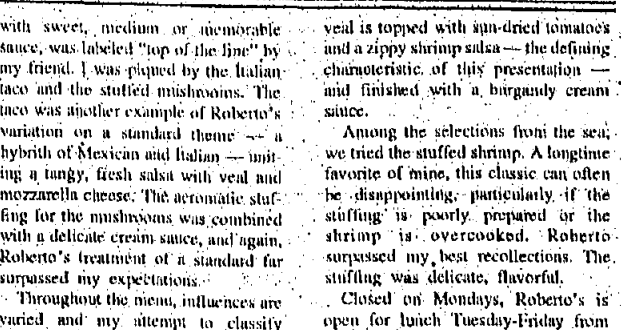 with sweet, medium or memorable
sauce, was labeled "top of the line" by
my friend. I was piqued by the Italian
taco and the stuffed mushrooms. The
taco was another example of Roberto's
variation on a standard theme — a
hybrith of Mexican and Italian — unit-
ing a tangy, fresh salsa with veal and
mozzarella cheese. The aeromatic stuf-
fing for the mushrooms was combined
with a delicate cream sauce, and again,
Roberto's treatment of a standard far
surpassed my expectations.
Throughout the menu, influences are
varied and my attempt to classify
veal is topped with sun-dried tomatoes
and a zippy shrimp salsa — the defining
characteristic of this presentation —
and finished with a burgandy cream
sauce.
Among the selections from the sea,
we tried the stuffed shrimp. A longtime
favorite of mine, this classic can often
be disappointing, particularly if the
stuffing is poorly prepared or the
shrimp is overcooked. Roberto
surpassed my best recollections. The
stuffing was delicate, flavorful.
Closed on Mondays, Roberto's is
open for lunch Tuesday-Friday from